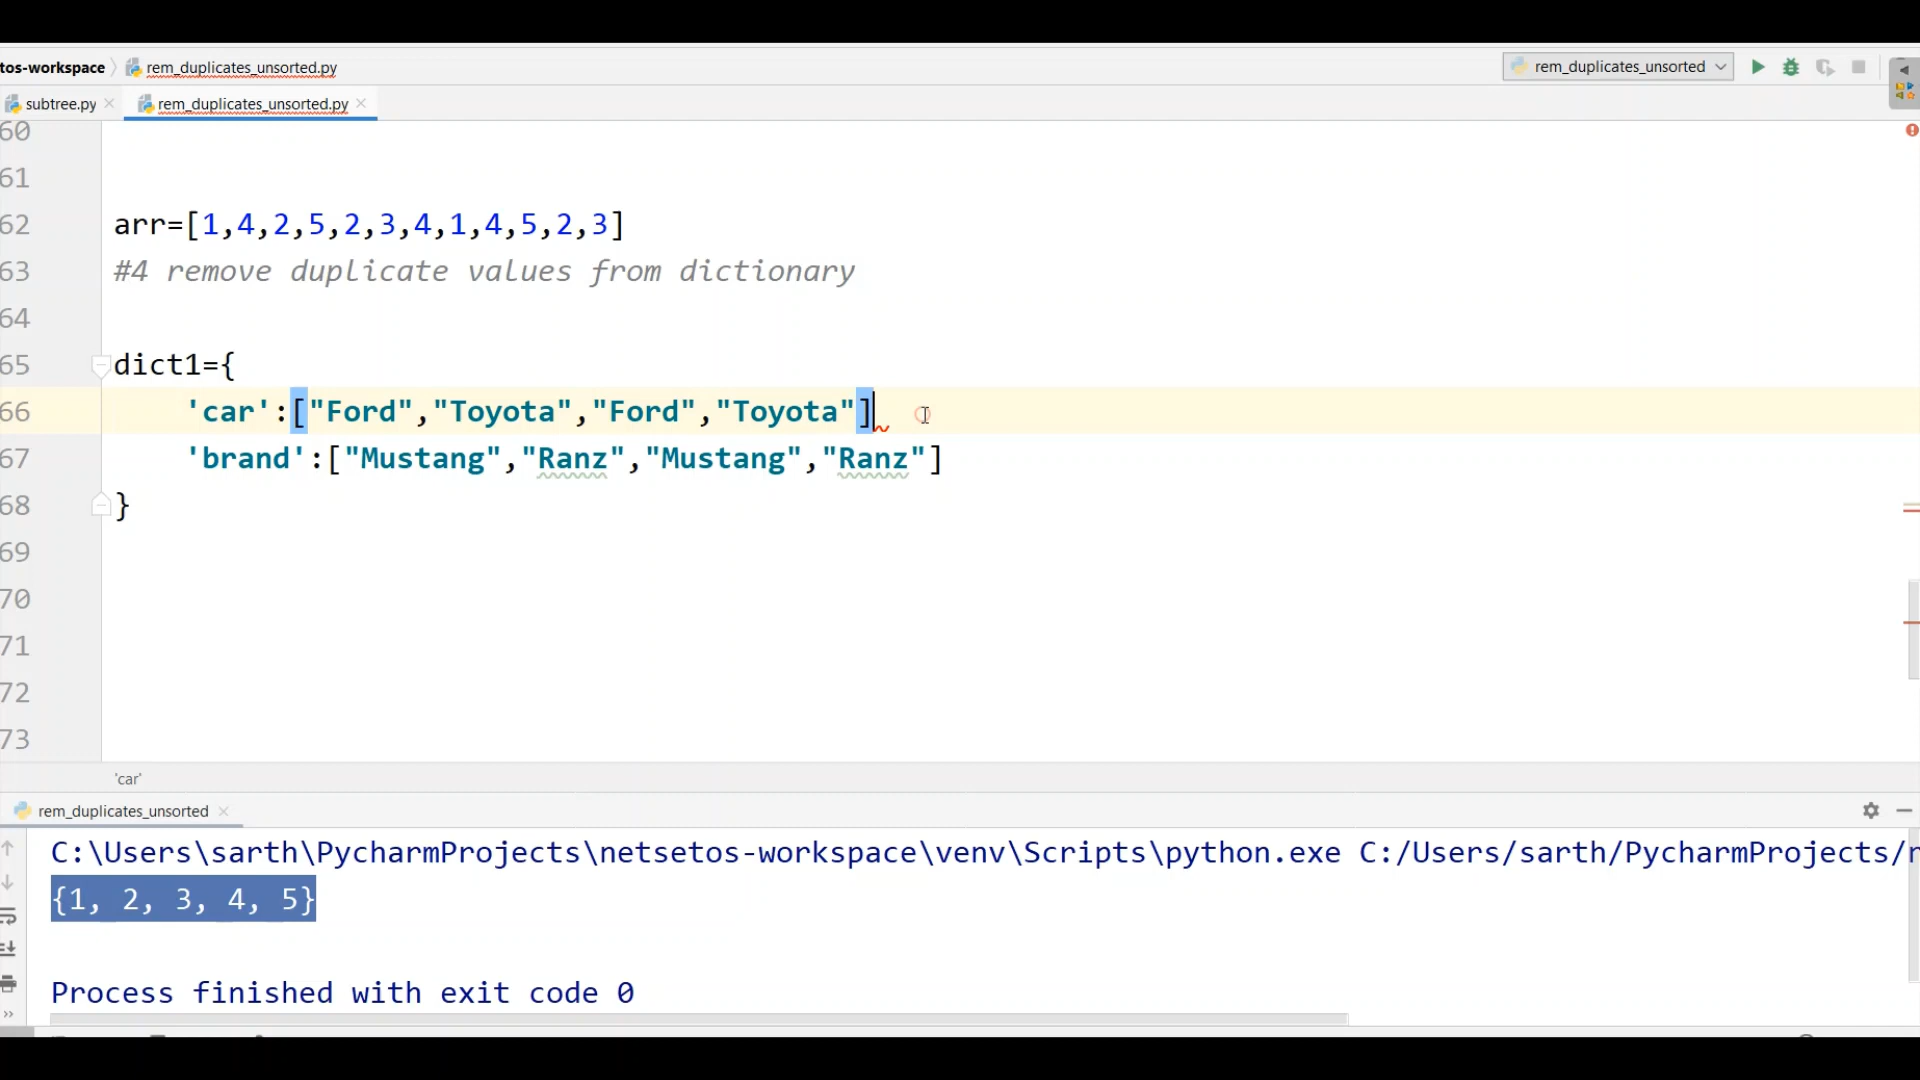 tos-workspace rem_duplicates_unsorted.py rem_duplicates_unsorted
subtree.py rem_duplicates_unsorted.py
60
61
62 arr=[1,4,2,5,2,3,4,1,4,5,2,3]
63 #4 remove duplicate values from dictionary
64
65 dict1={
66 'car':["Ford","Toyota","Ford","Toyota"]
67 'brand':["Mustang","Ranz","Mustang","Ranz"]
68 }
69
70
71
72
73
'car'
rem_duplicates_unsorted
C:\Users\sarth\PycharmProjects\netsetos-workspace\venv\Scripts\python.exe C:/Users/sarth/PycharmProjects/
{1, 2, 3, 4, 5}
Process finished with exit code 0